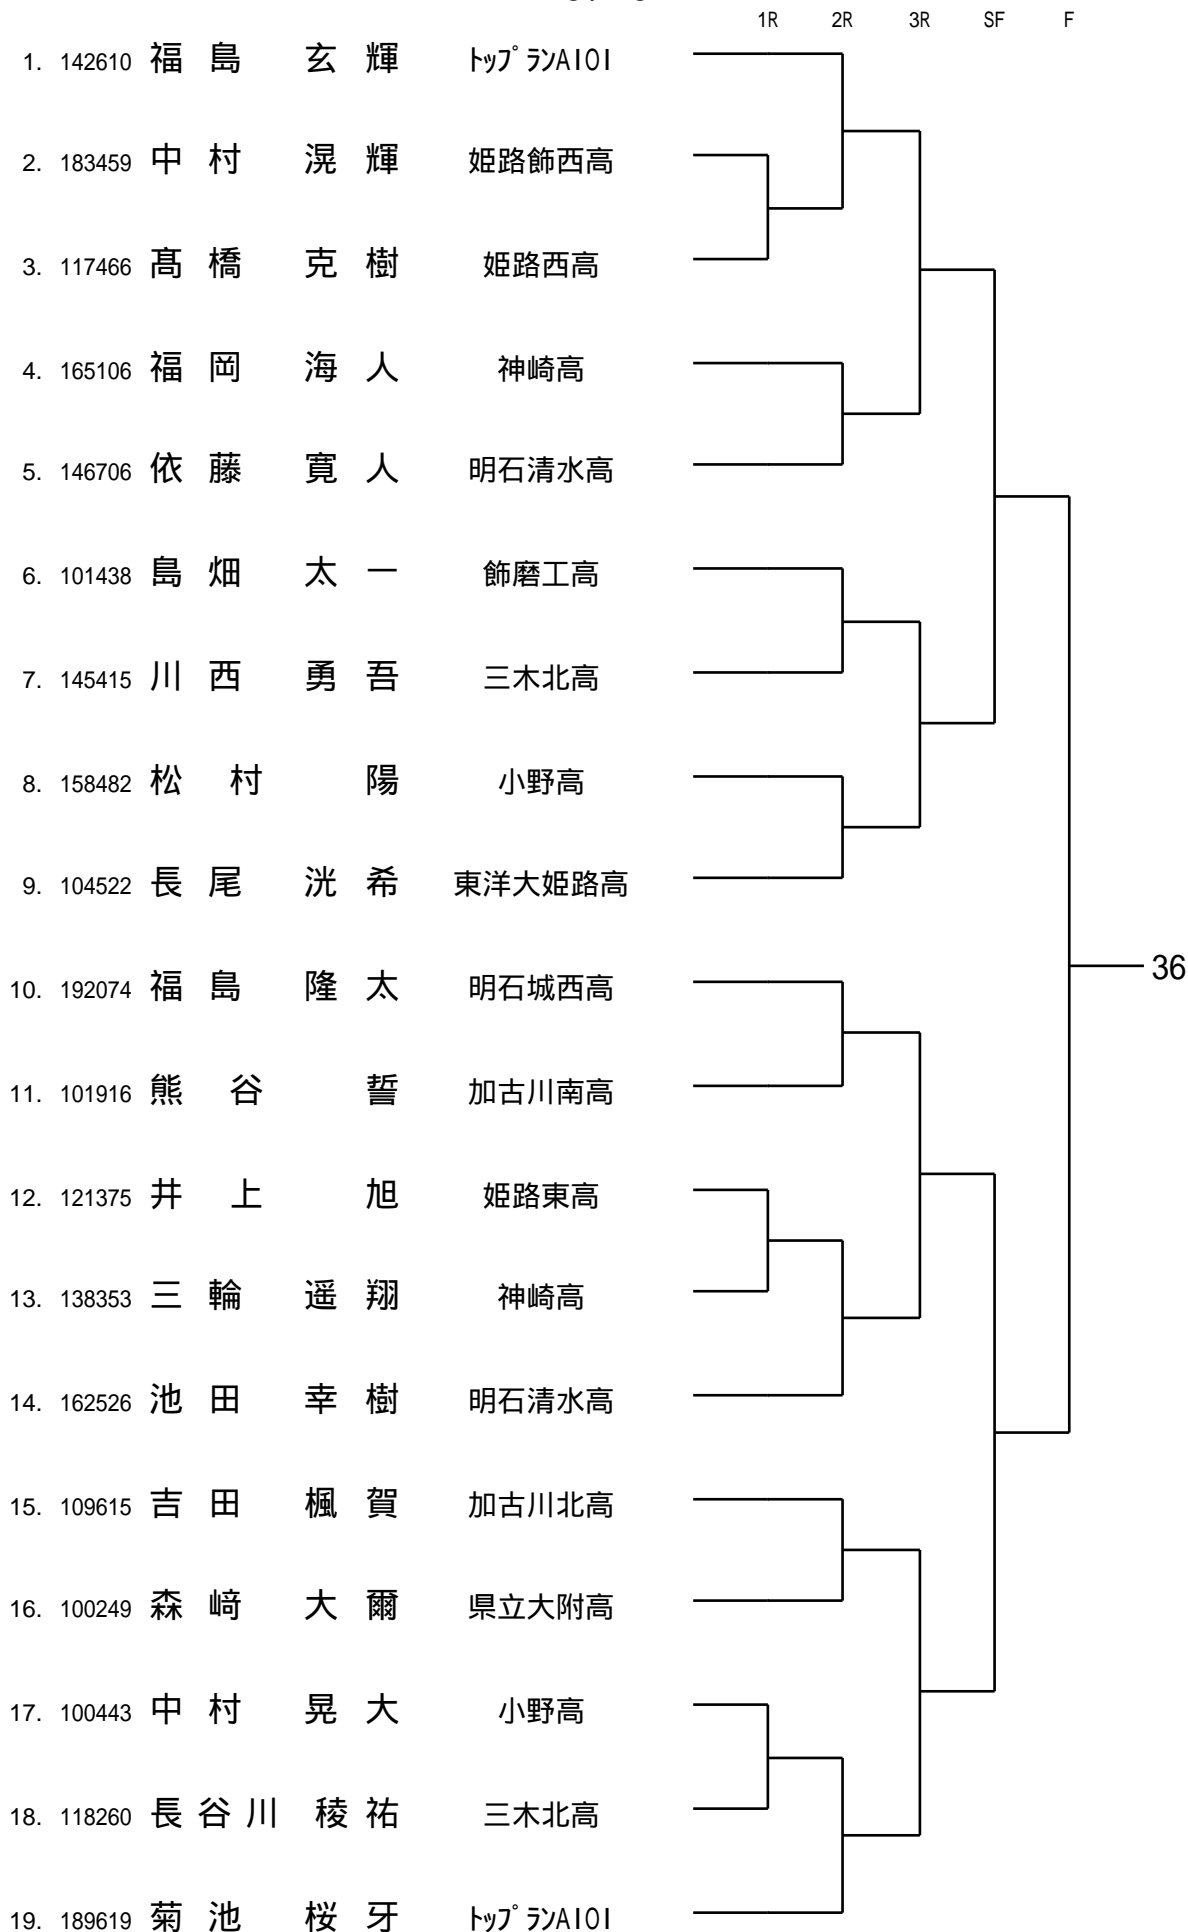 1R 2R 3R SF F
1. 142610 福島 玄輝 トップランAIOI
2. 183459 中村 滉輝 姫路飾西高
3. 117466 髙橋 克樹 姫路西高
4. 165106 福岡 海人 神崎高
5. 146706 依藤 寛人 明石清水高
6. 101438 島畑 太一 飾磨工高
7. 145415 川西 勇吾 三木北高
8. 158482 松村 陽 小野高
9. 104522 長尾 洸希 東洋大姫路高
10. 192074 福島 隆太 明石城西高
36
11. 101916 熊谷 誓 加古川南高
12. 121375 井上 旭 姫路東高
13. 138353 三輪 遥翔 神崎高
14. 162526 池田 幸樹 明石清水高
15. 109615 吉田 楓賀 加古川北高
16. 100249 森﨑 大爾 県立大附高
17. 100443 中村 晃大 小野高
18. 118260 長谷川 稜祐 三木北高
19. 189619 菊池 桜牙 トップランAIOI